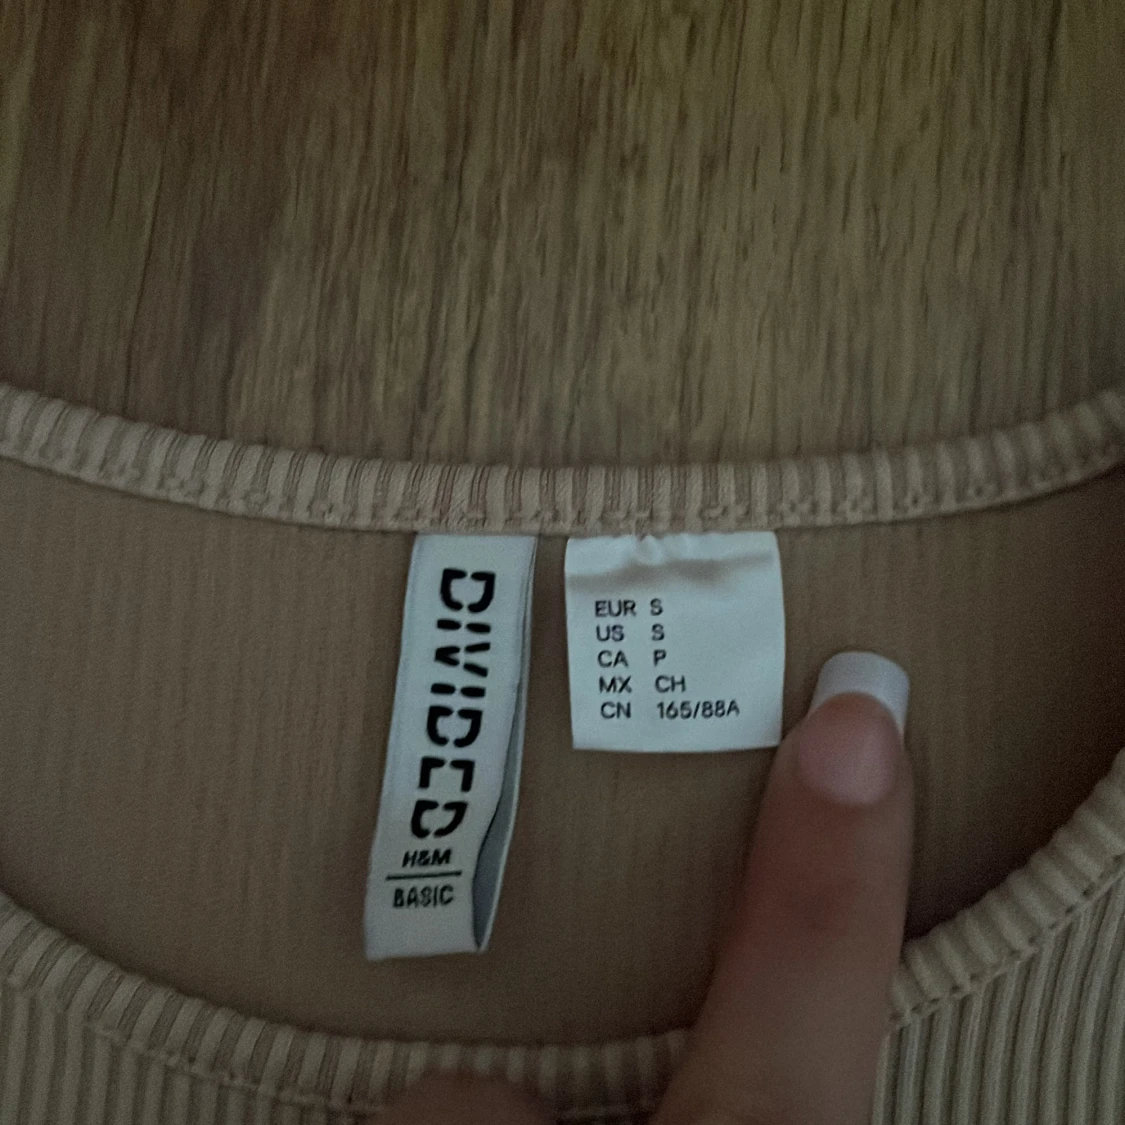 DIVIDED
H&M
BASIC
EUR S
US S
CA P
MX CH
CN 165/88A